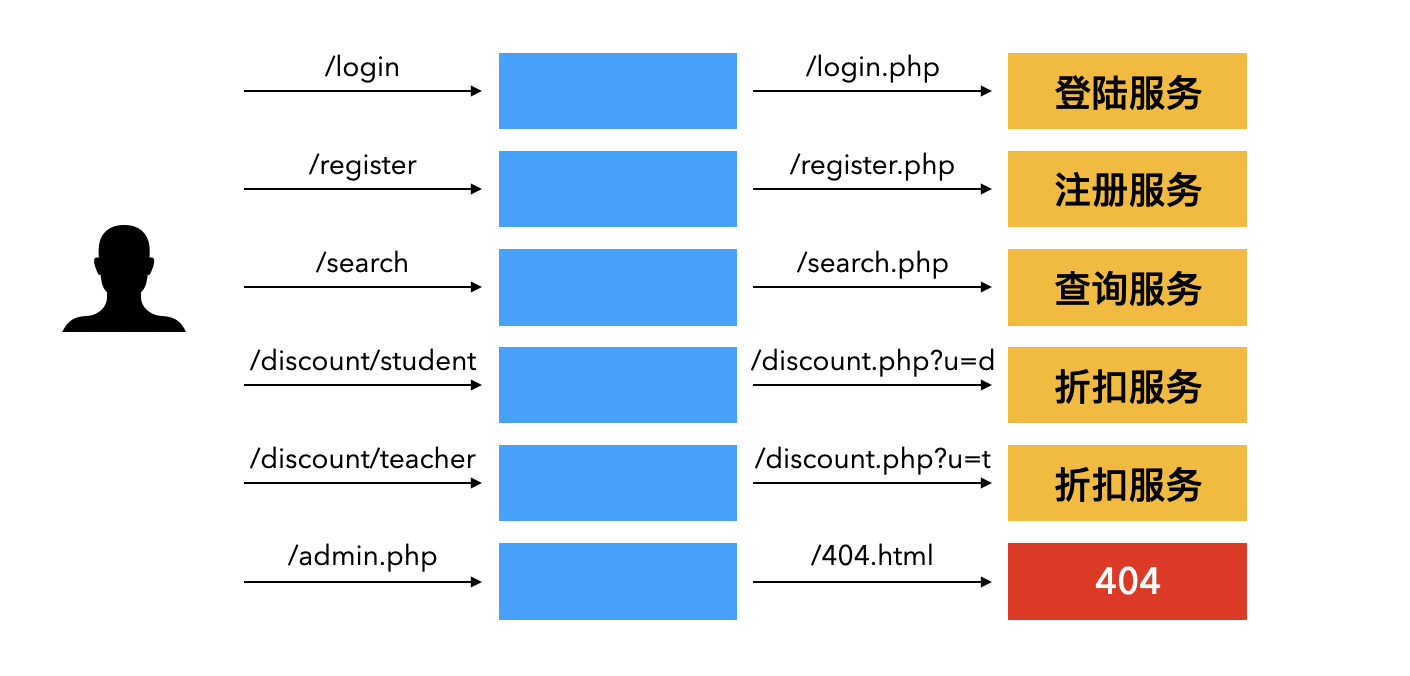 /login
/login.php
登陆服务
/register
/register.php
注册服务
/search
/search.php
查询服务
/discount/student
/discount.php?u=d
折扣服务
/discount/teacher
/discount.php?u=t
折扣服务
/admin.php
/404.html
404